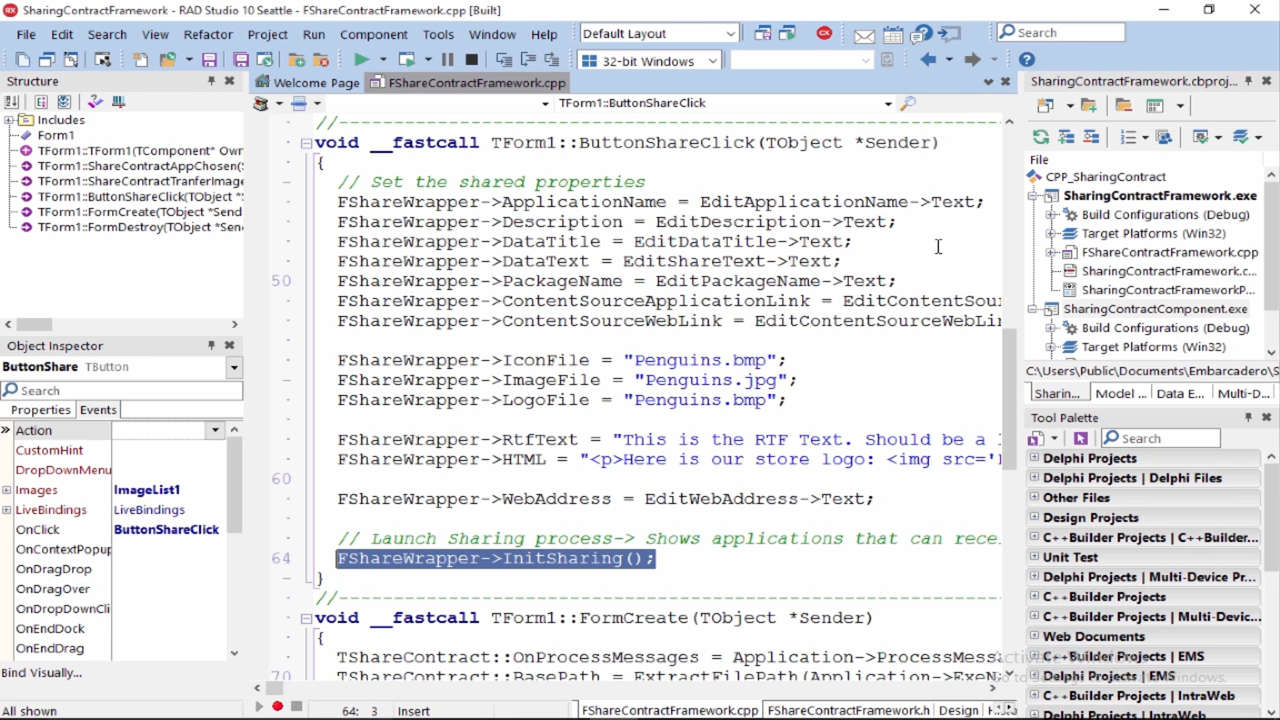 SharingContractFramework - RAD Studio 10 Seattle - FShareContractFramework.cpp [Built]
File Edit Search View Refactor Project Run Component Tools Window Help
Default Layout
Search
32-bit Windows
Structure
Includes
Form1
TForm1::TForm1(TComponent* Own
TForm1::ShareContractAppChosen(S
TForm1::ShareContractTranferImage
TForm1::ButtonShareClick(TObject *S
TForm1::FormCreate(TObject *Send
TForm1::FormDestroy(TObject *Sen
Object Inspector
ButtonShare TButton
Search
Properties Events
Action
CustomHint
DropDownMenu
Images ImageList1
LiveBindings LiveBindings
OnClick ButtonShareClick
OnContextPopup
OnDragDrop
OnDragOver
OnDropDownCli
OnEndDock
OnEndDrag
Bind Visually...
All shown
Welcome Page FShareContractFramework.cpp
TForm1::ButtonShareClick
//---------------------------------------------------------------
void __fastcall TForm1::ButtonShareClick(TObject *Sender)
{
// Set the shared properties
FShareWrapper->ApplicationName = EditApplicationName->Text;
FShareWrapper->Description = EditDescription->Text;
FShareWrapper->DataTitle = EditDataTitle->Text;
FShareWrapper->DataText = EditShareText->Text;
50 FShareWrapper->PackageName = EditPackageName->Text;
FShareWrapper->ContentSourceApplicationLink = EditContentSour
FShareWrapper->ContentSourceWebLink = EditContentSourceWebLin
FShareWrapper->IconFile = "Penguins.bmp";
FShareWrapper->ImageFile = "Penguins.jpg";
FShareWrapper->LogoFile = "Penguins.bmp";
FShareWrapper->RtfText = "This is the RTF Text. Should be a
FShareWrapper->HTML = "<p>Here is our store logo: <img src='
60
FShareWrapper->WebAddress = EditWebAddress->Text;
// Launch Sharing process-> Shows applications that can rece
64 FShareWrapper->InitSharing();
}
//---------------------------------------------------------------
void __fastcall TForm1::FormCreate(TObject *Sender)
{
TShareContract::OnProcessMessages = Application->ProcessMessa
70 TShareContract::BasePath = ExtractFilePath(Application->ExeN
64: 3 Insert
FShareContractFramework.cpp FShareContractFramework.h Design
SharingContractFramework.cbproj...
File
CPP_SharingContract
SharingContractFramework.exe
Build Configurations (Debug)
Target Platforms (Win32)
FShareContractFramework.cpp
SharingContractFramework.c...
SharingContractFrameworkP...
SharingContractComponent.exe
Build Configurations (Debug)
Target Platforms (Win32)
C:\Users\Public\Documents\Embarcadero\S
Sharin... Model ... Data E... Multi-D...
Tool Palette
Search
Delphi Projects
Delphi Projects | Delphi Files
Other Files
Design Projects
C++Builder Projects | C++Builder...
Unit Test
Delphi Projects | Multi-Device Pr...
C++Builder Projects
C++Builder Projects | Multi-Devic...
Web Documents
C++Builder Projects | EMS
Delphi Projects | EMS
C++Builder Projects | IntraWeb
Delphi Projects | IntraWeb